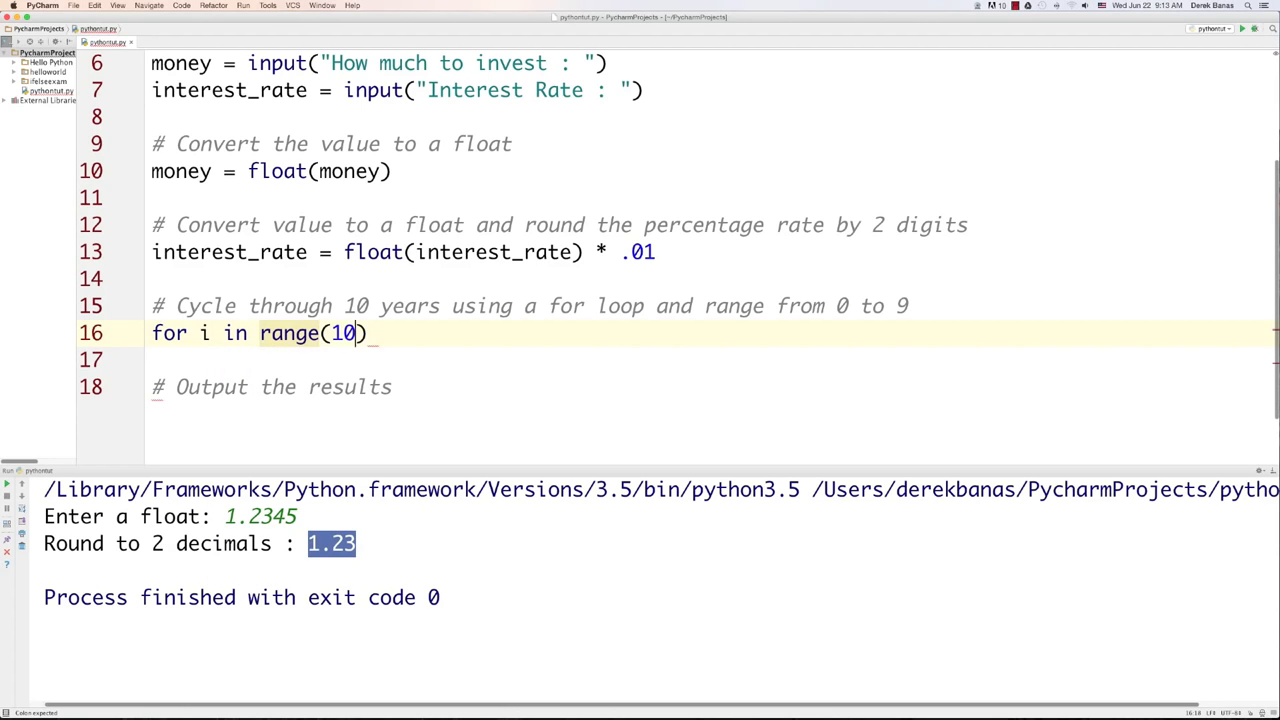 PyCharm File Edit View Navigate Code Refactor Run Tools VCS Window Help
10 Wed Jun 22 9:13 AM Derek Banas
pythontut.py - PycharmProjects - [~/PycharmProjects]
PycharmProjects pythontut.py
pythontut
pythontut.py
PycharmProject
Hello Python
helloworld
ifelseexam
pythontut.py
External Libraries
6 money = input("How much to invest : ")
7 interest_rate = input("Interest Rate : ")
8
9 # Convert the value to a float
10 money = float(money)
11
12 # Convert value to a float and round the percentage rate by 2 digits
13 interest_rate = float(interest_rate) * .01
14
15 # Cycle through 10 years using a for loop and range from 0 to 9
16 for i in range(10)
17
18 # Output the results
Run pythontut
/Library/Frameworks/Python.framework/Versions/3.5/bin/python3.5 /Users/derekbanas/PycharmProjects/pytho
Enter a float: 1.2345
Round to 2 decimals : 1.23
Process finished with exit code 0
Colon expected
16:18 LF÷ UTF-8÷